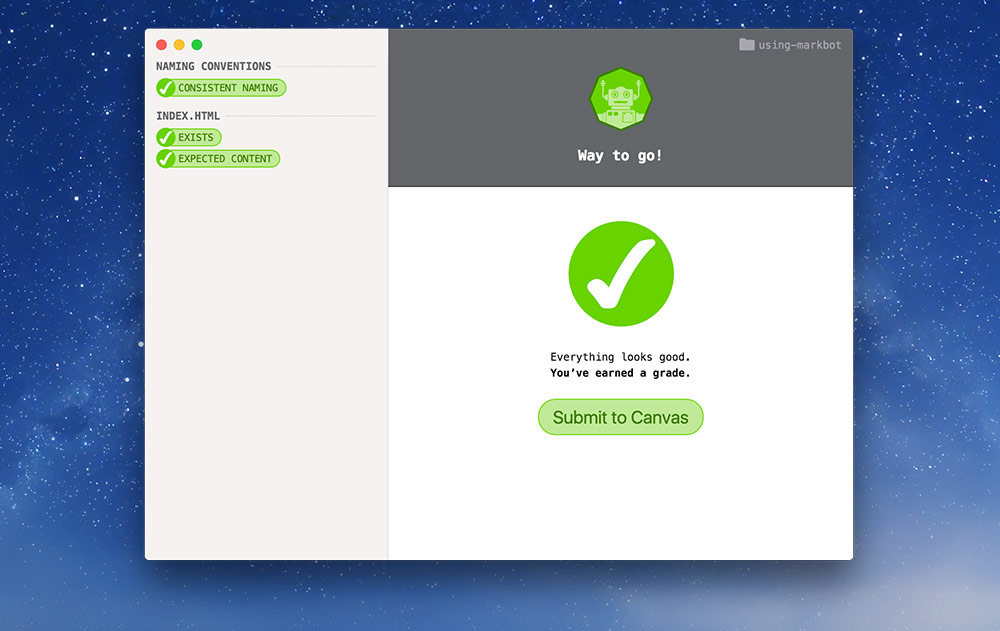 NAMING CONVENTIONS
CONSISTENT NAMING
INDEX.HTML
EXISTS
EXPECTED CONTENT
using-markbot
Way to go!
Everything looks good.
You’ve earned a grade.
Submit to Canvas